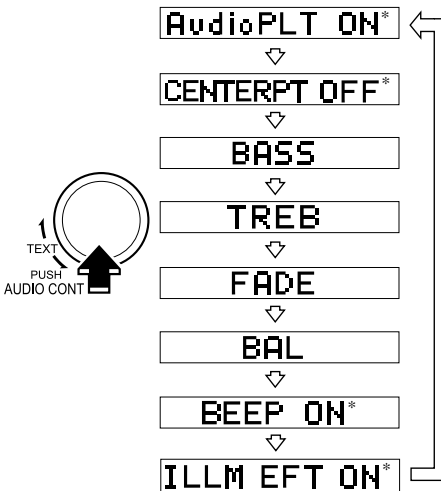 AudioPLT ON*
CENTERPT OFF*
BASS
TREB
TEXT
PUSH
AUDIO CONT
FADE
BAL
BEEP ON*
ILLM EFT ON*